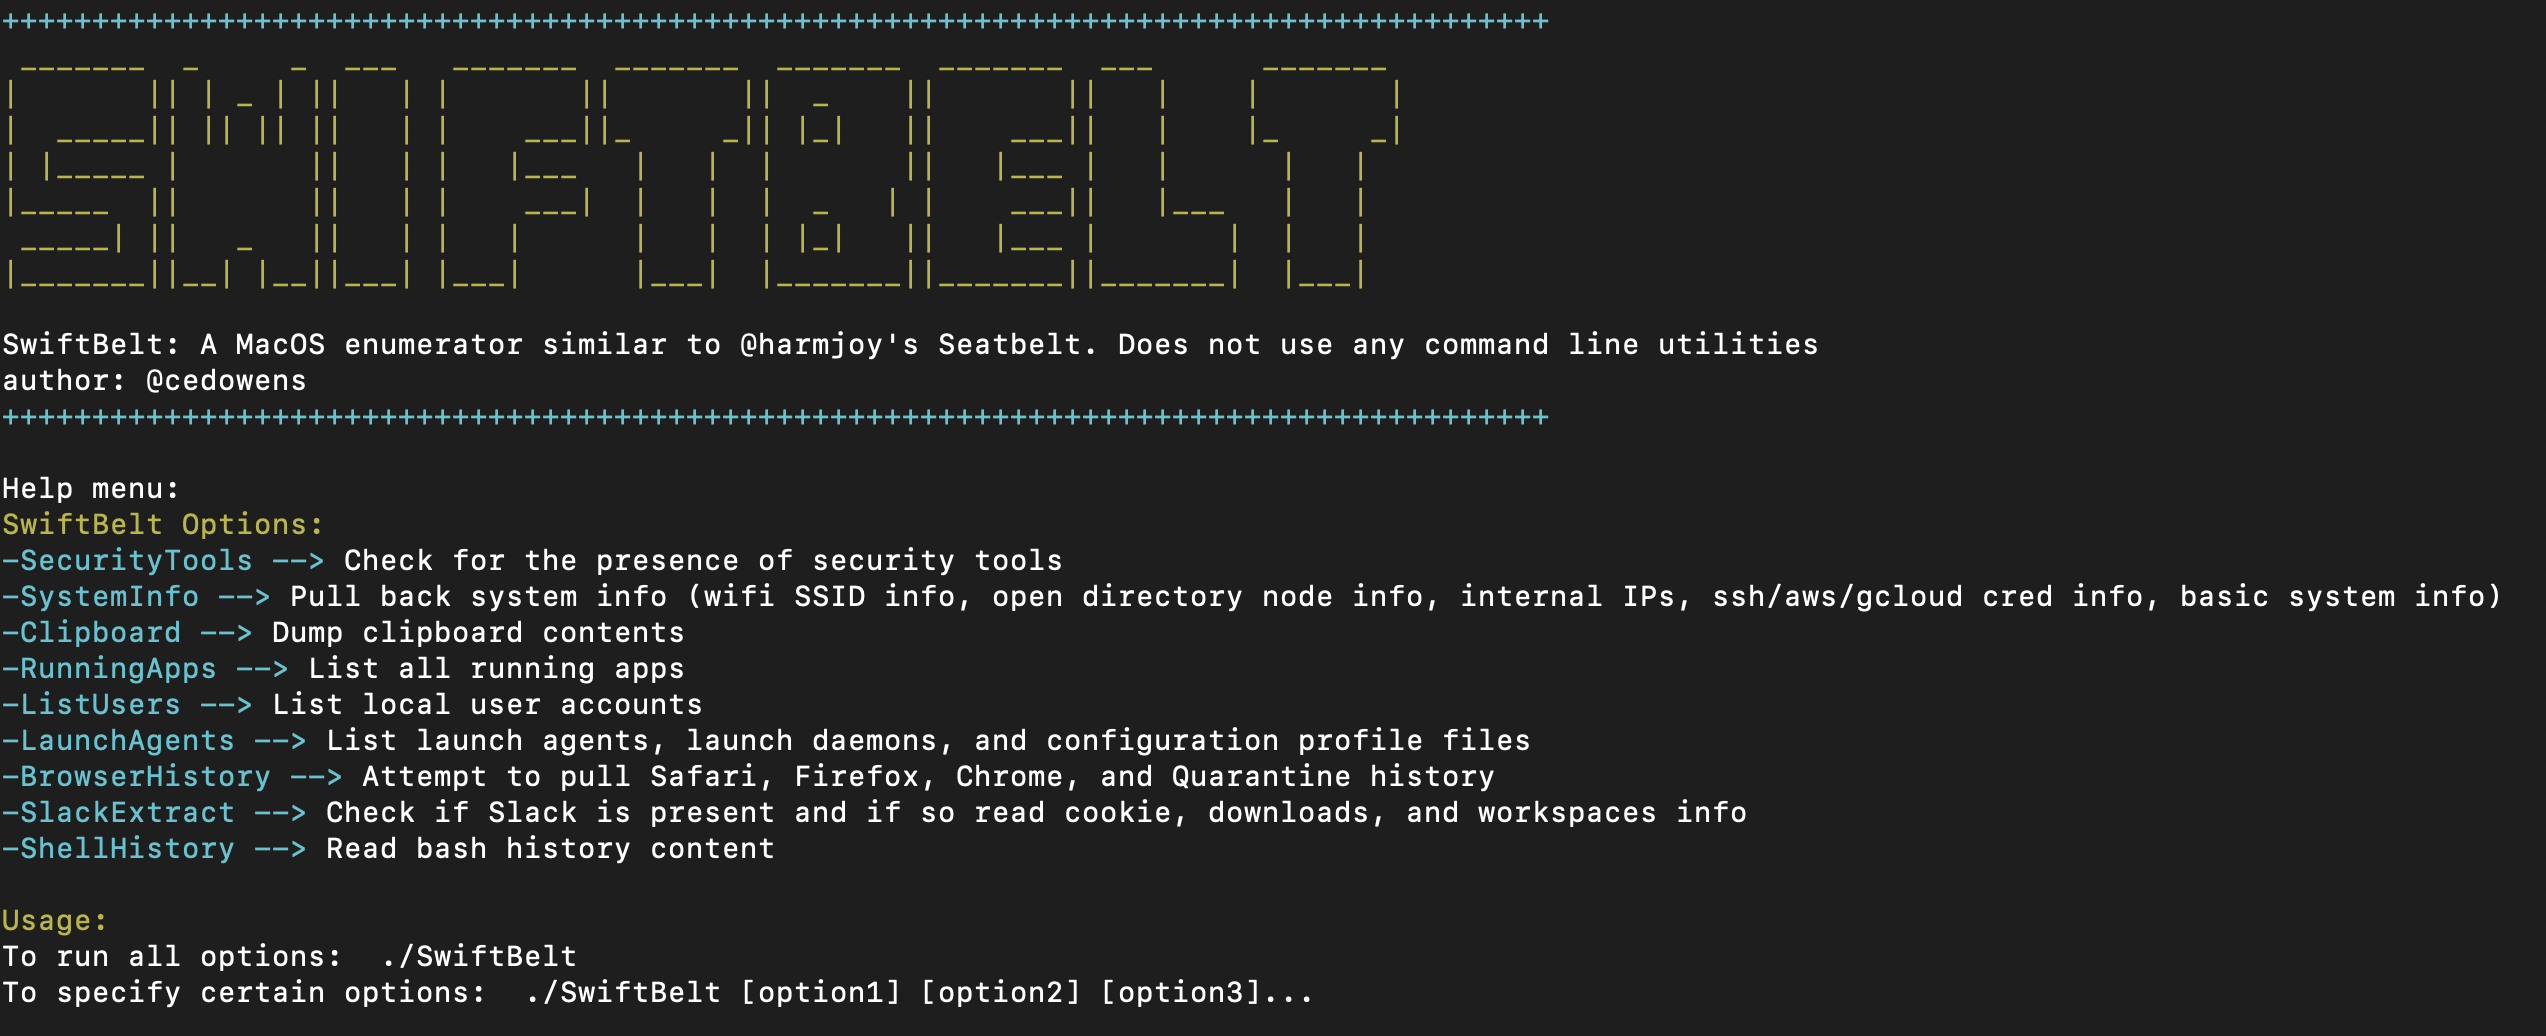 ++++++++++++++++++++++++++++++++++++++++++++++++++++++++++++++++++++++++++++++++++++++
SWIFTBELT
SwiftBelt: A MacOS enumerator similar to @harmjoy's Seatbelt. Does not use any command line utilities
author: @cedowens
++++++++++++++++++++++++++++++++++++++++++++++++++++++++++++++++++++++++++++++++++++++
Help menu:
SwiftBelt Options:
-SecurityTools --> Check for the presence of security tools
-SystemInfo --> Pull back system info (wifi SSID info, open directory node info, internal IPs, ssh/aws/gcloud cred info, basic system info)
-Clipboard --> Dump clipboard contents
-RunningApps --> List all running apps
-ListUsers --> List local user accounts
-LaunchAgents --> List launch agents, launch daemons, and configuration profile files
-BrowserHistory --> Attempt to pull Safari, Firefox, Chrome, and Quarantine history
-SlackExtract --> Check if Slack is present and if so read cookie, downloads, and workspaces info
-ShellHistory --> Read bash history content
Usage:
To run all options:  ./SwiftBelt
To specify certain options:  ./SwiftBelt [option1] [option2] [option3]...